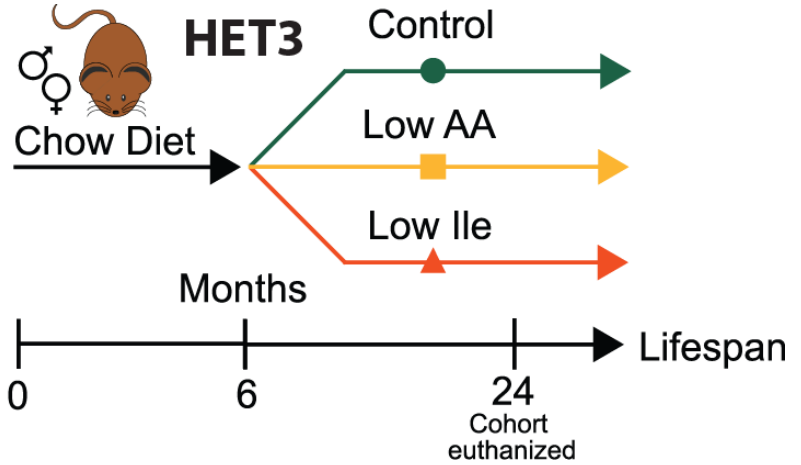 HET3
Control
Chow Diet
Low AA
Low Ile
Months
Lifespan
0
6
24
Cohort
euthanized